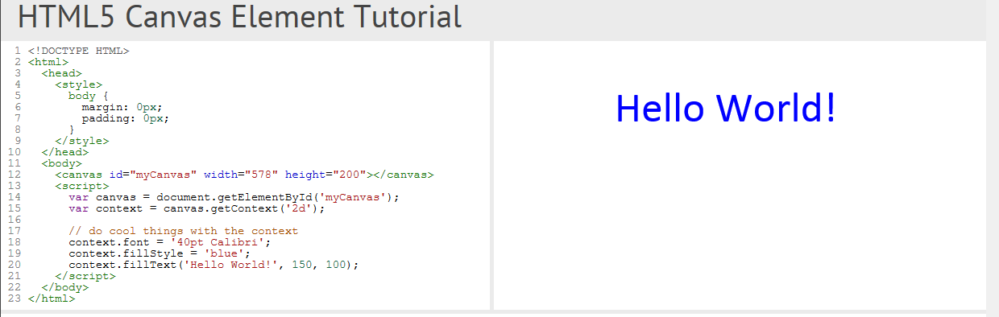 HTML5 Canvas Element Tutorial
1 <!DOCTYPE HTML>
2 <html>
3   <head>
4     <style>
5       body {
6         margin: 0px;
7         padding: 0px;
8       }
9     </style>
10   </head>
11   <body>
12     <canvas id="myCanvas" width="578" height="200"></canvas>
13     <script>
14       var canvas = document.getElementById('myCanvas');
15       var context = canvas.getContext('2d');
16
17       // do cool things with the context
18       context.font = '40pt Calibri';
19       context.fillStyle = 'blue';
20       context.fillText('Hello World!', 150, 100);
21     </script>
22   </body>
23 </html>
Hello World!